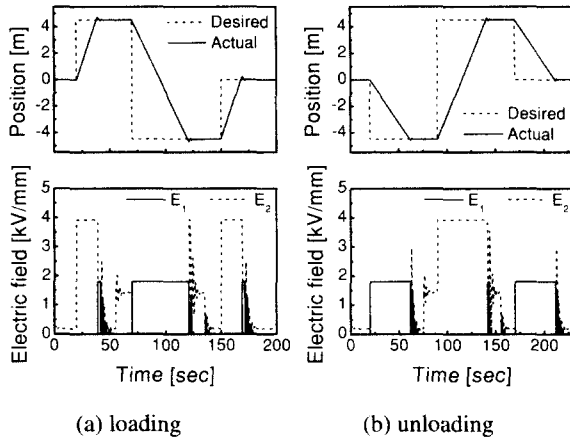 Position [m]
4
2
0
-2
-4
Desired
Actual
Position [m]
4
2
0
-2
-4
Desired
Actual
Electric field [kV/mm]
5
4
3
2
1
0
E1 E2
0 50 100 150 200
Time [sec]
Electric field [kV/mm]
5
4
3
2
1
0
E1 E2
0 50 100 150 200
Time [sec]
(a) loading
(b) unloading